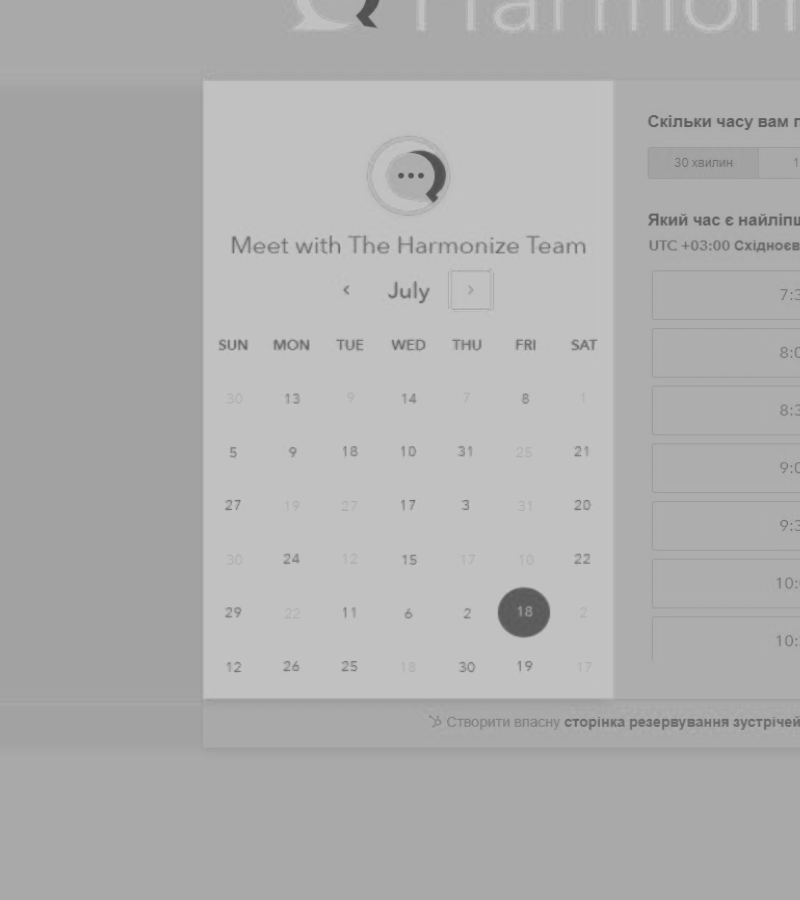 Harmon
Meet with The Harmonize Team
July
SUN MON TUE WED THU FRI SAT
30 13 9 14 7 8 1
5 9 18 10 31 25 21
27 19 27 17 3 31 20
30 24 12 15 17 10 22
29 22 11 6 2 18 2
12 26 25 18 30 19 17
Скільки часу вам п
30 хвилин 1
Який час є найліпш
UTC +03:00 Східноєв
7:3
8:0
8:3
9:0
9:3
10:
10:
Створити власну сторінка резервування зустрічей